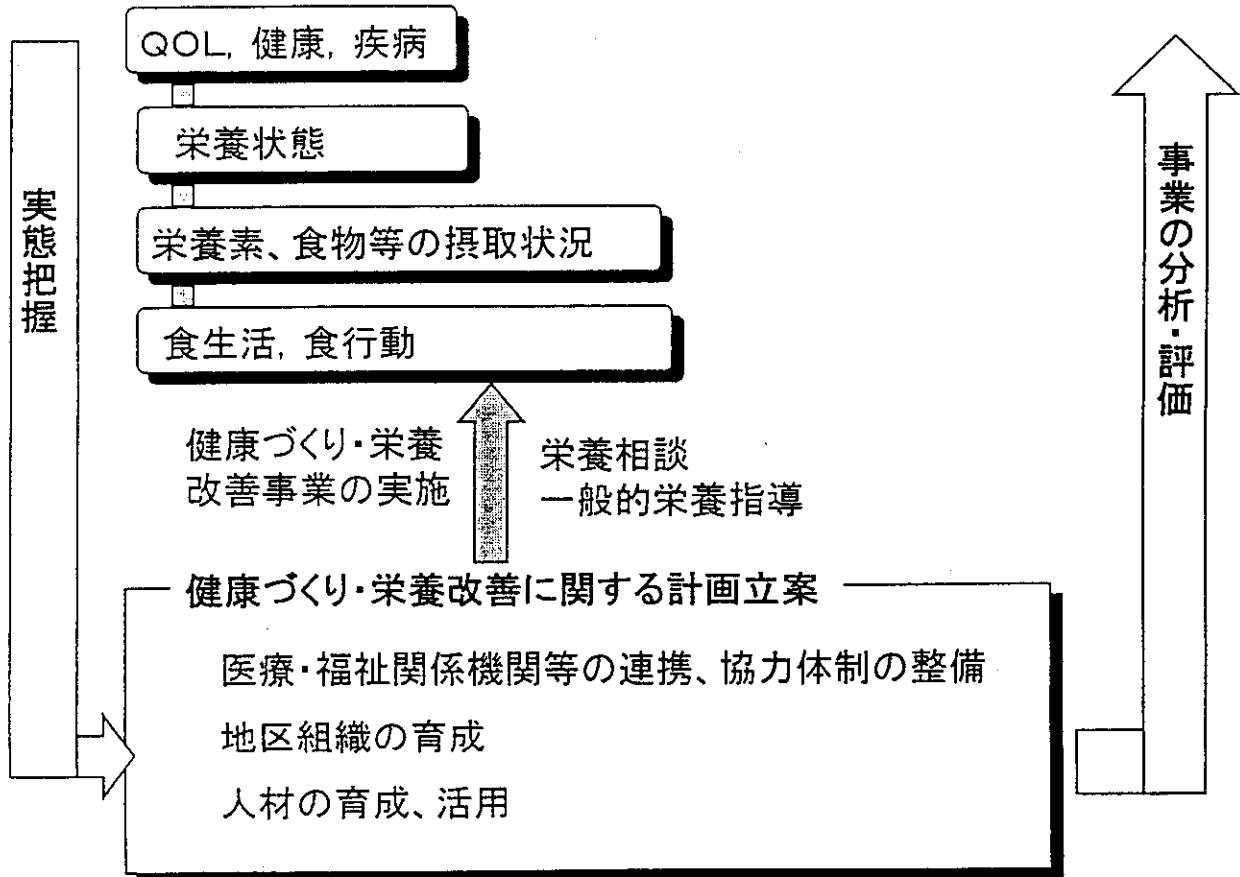 QOL, 健康, 疾病
栄養状態
栄養素、食物等の摂取状況
食生活, 食行動
実態把握
事業の分析・評価
健康づくり・栄養
改善事業の実施
栄養相談
一般的栄養指導
健康づくり・栄養改善に関する計画立案
医療・福祉関係機関等の連携、協力体制の整備
地区組織の育成
人材の育成、活用